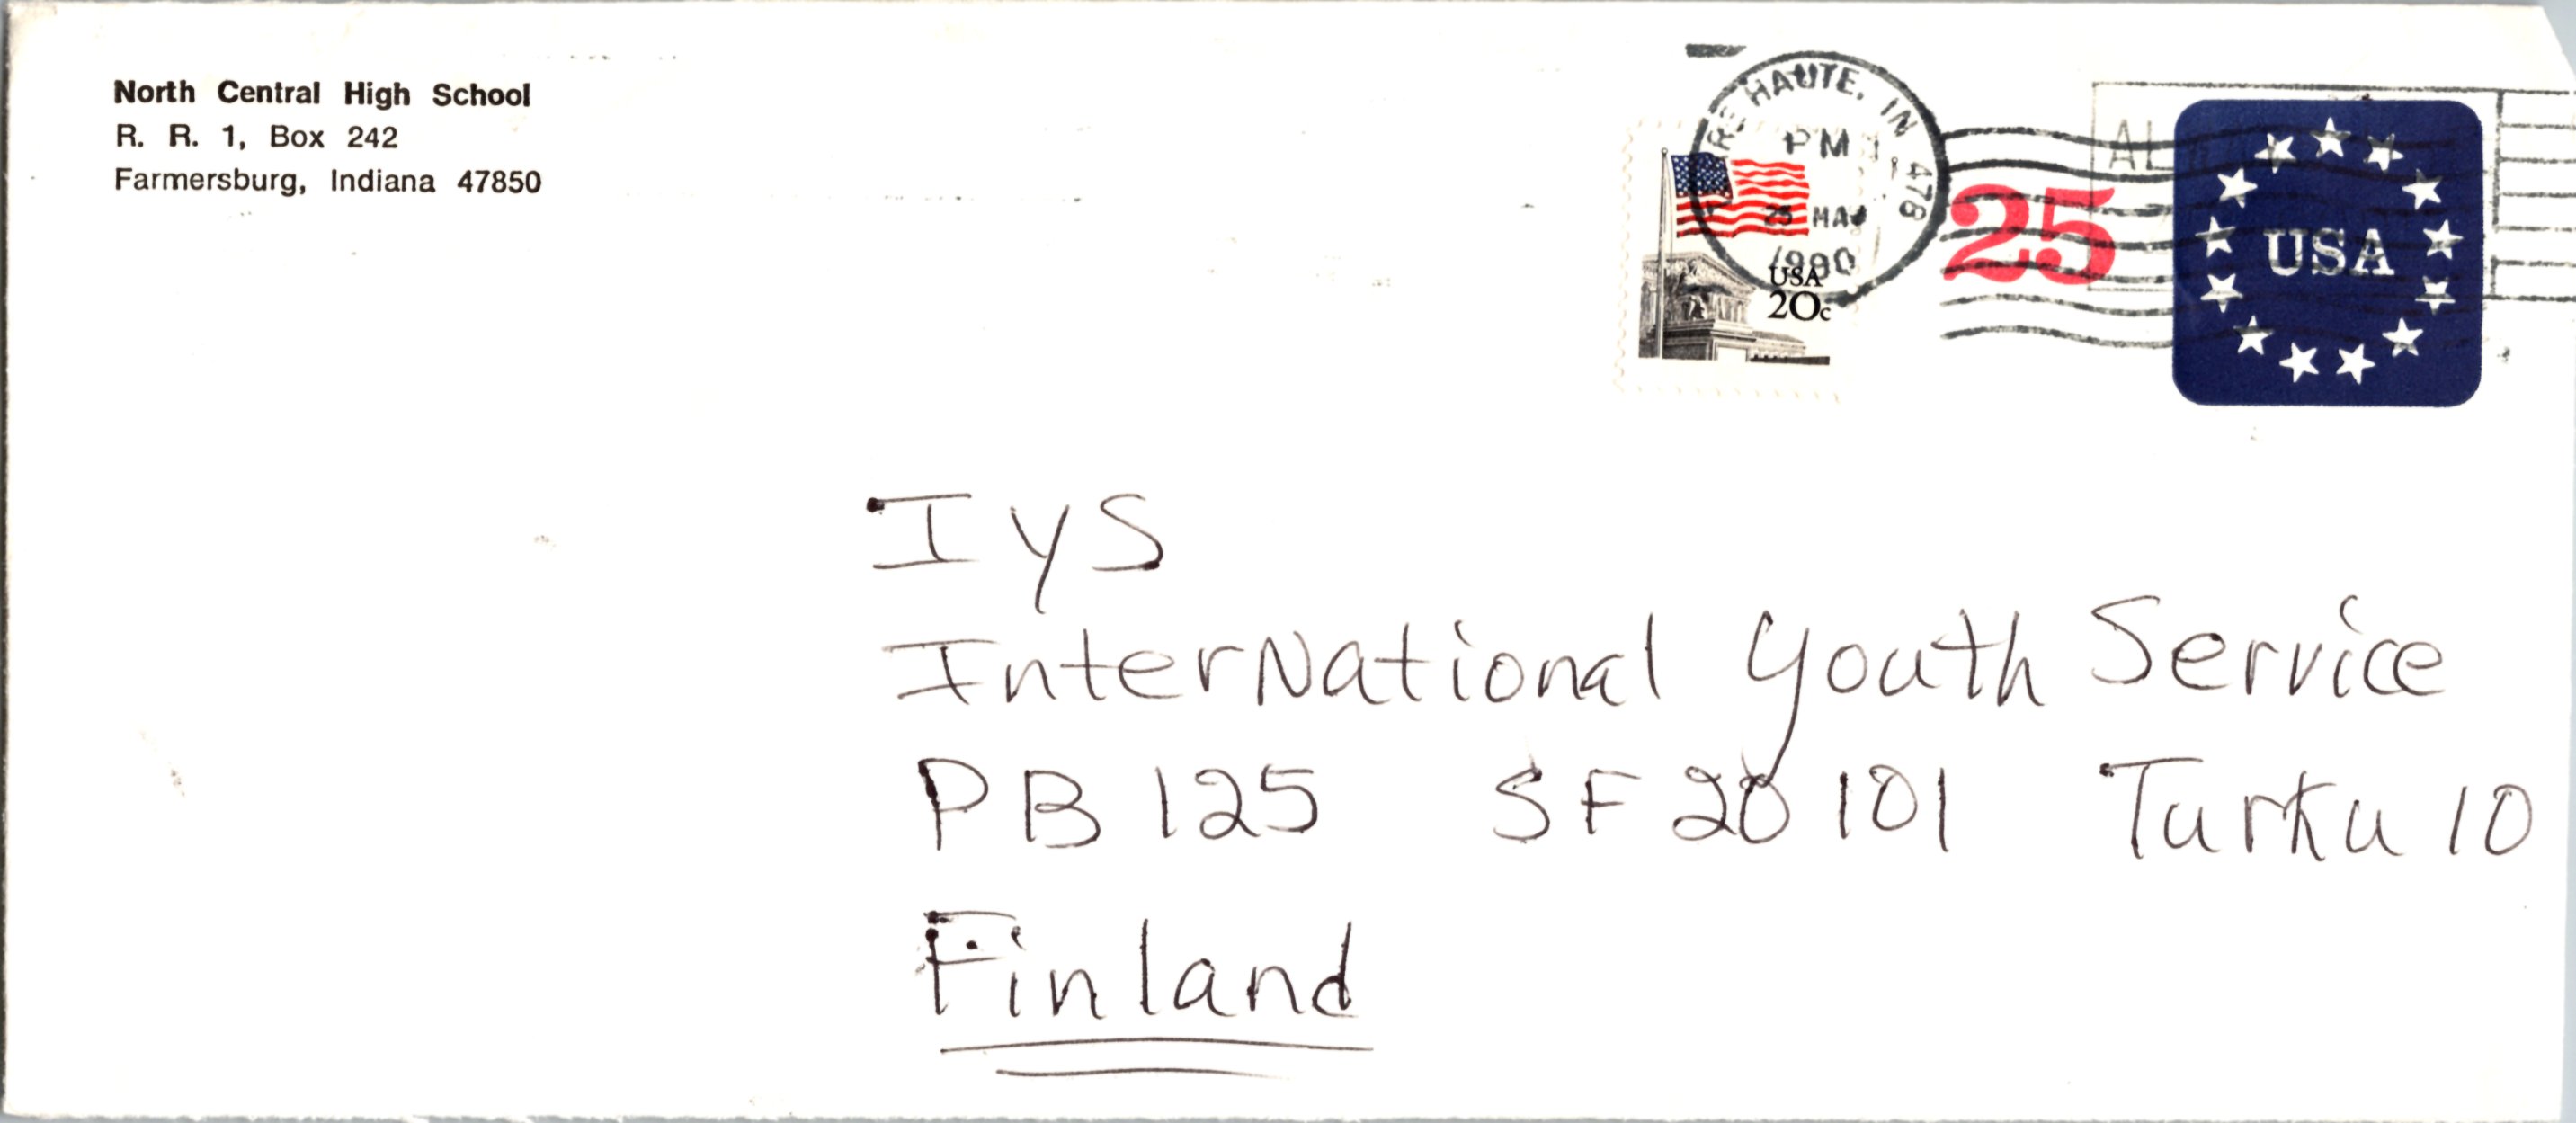 North Central High School
R. R. 1, Box 242
Farmersburg, Indiana 47850
HAUTE, IN 478
PM
25 MAY
1990
USA
20c
25
USA
IyS
InterNational Youth Service
PB 125 SF 20101 Turku 10
Finland